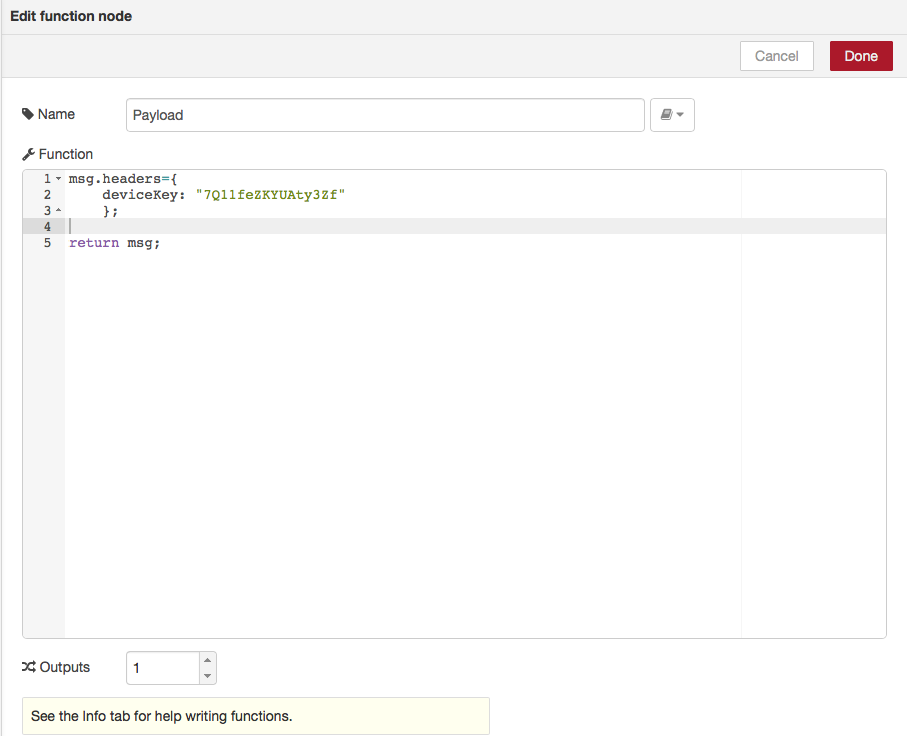 Edit function node
Cancel
Done
Name
Payload
Function
1 msg.headers={
2 deviceKey: "7Q11feZKYUAty3Zf"
3 };
4
5 return msg;
Outputs
1
See the Info tab for help writing functions.